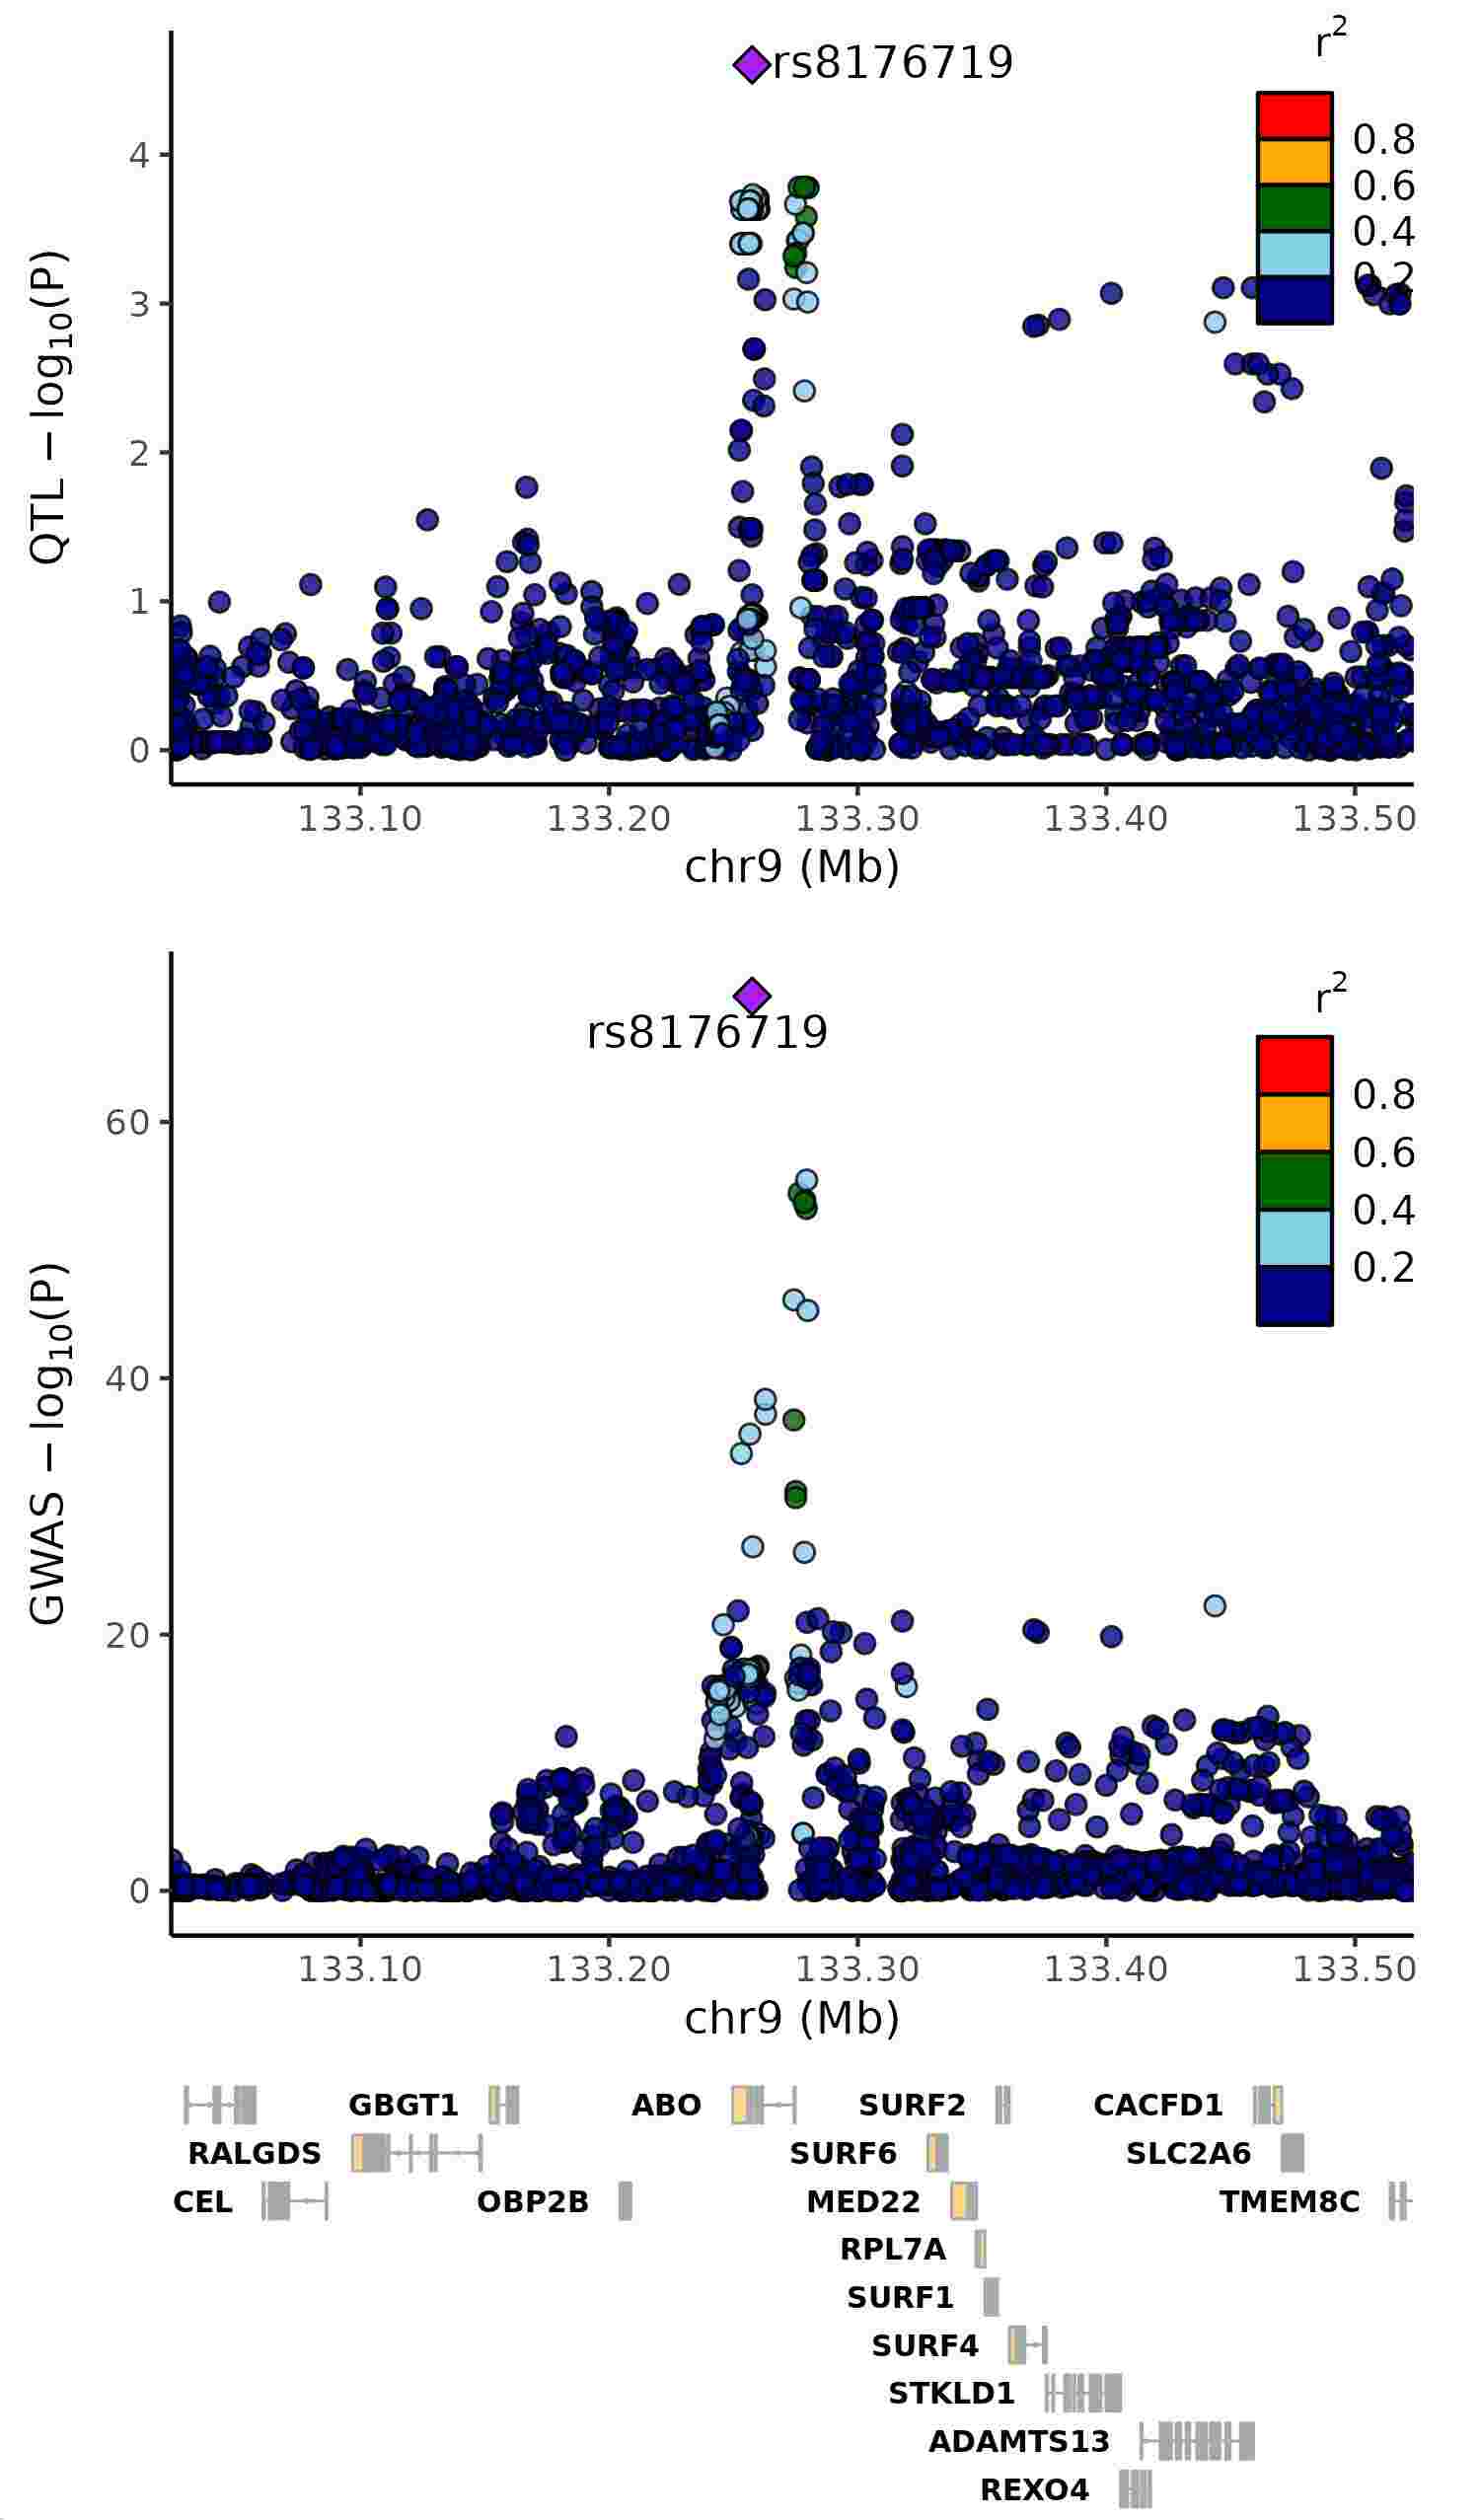 r2
rs8176719
4
3
2
1
0
0.8
0.6
0.4
0.2
QTL −log10(P)
133.10 133.20 133.30 133.40 133.50
chr9 (Mb)
r2
rs8176719
60
40
20
0
0.8
0.6
0.4
0.2
GWAS −log10(P)
133.10 133.20 133.30 133.40 133.50
chr9 (Mb)
GBGT1 ABO SURF2 CACFD1
RALGDS SURF6 SLC2A6
CEL OBP2B MED22 TMEM8C
RPL7A
SURF1
SURF4
STKLD1
ADAMTS13
REXO4